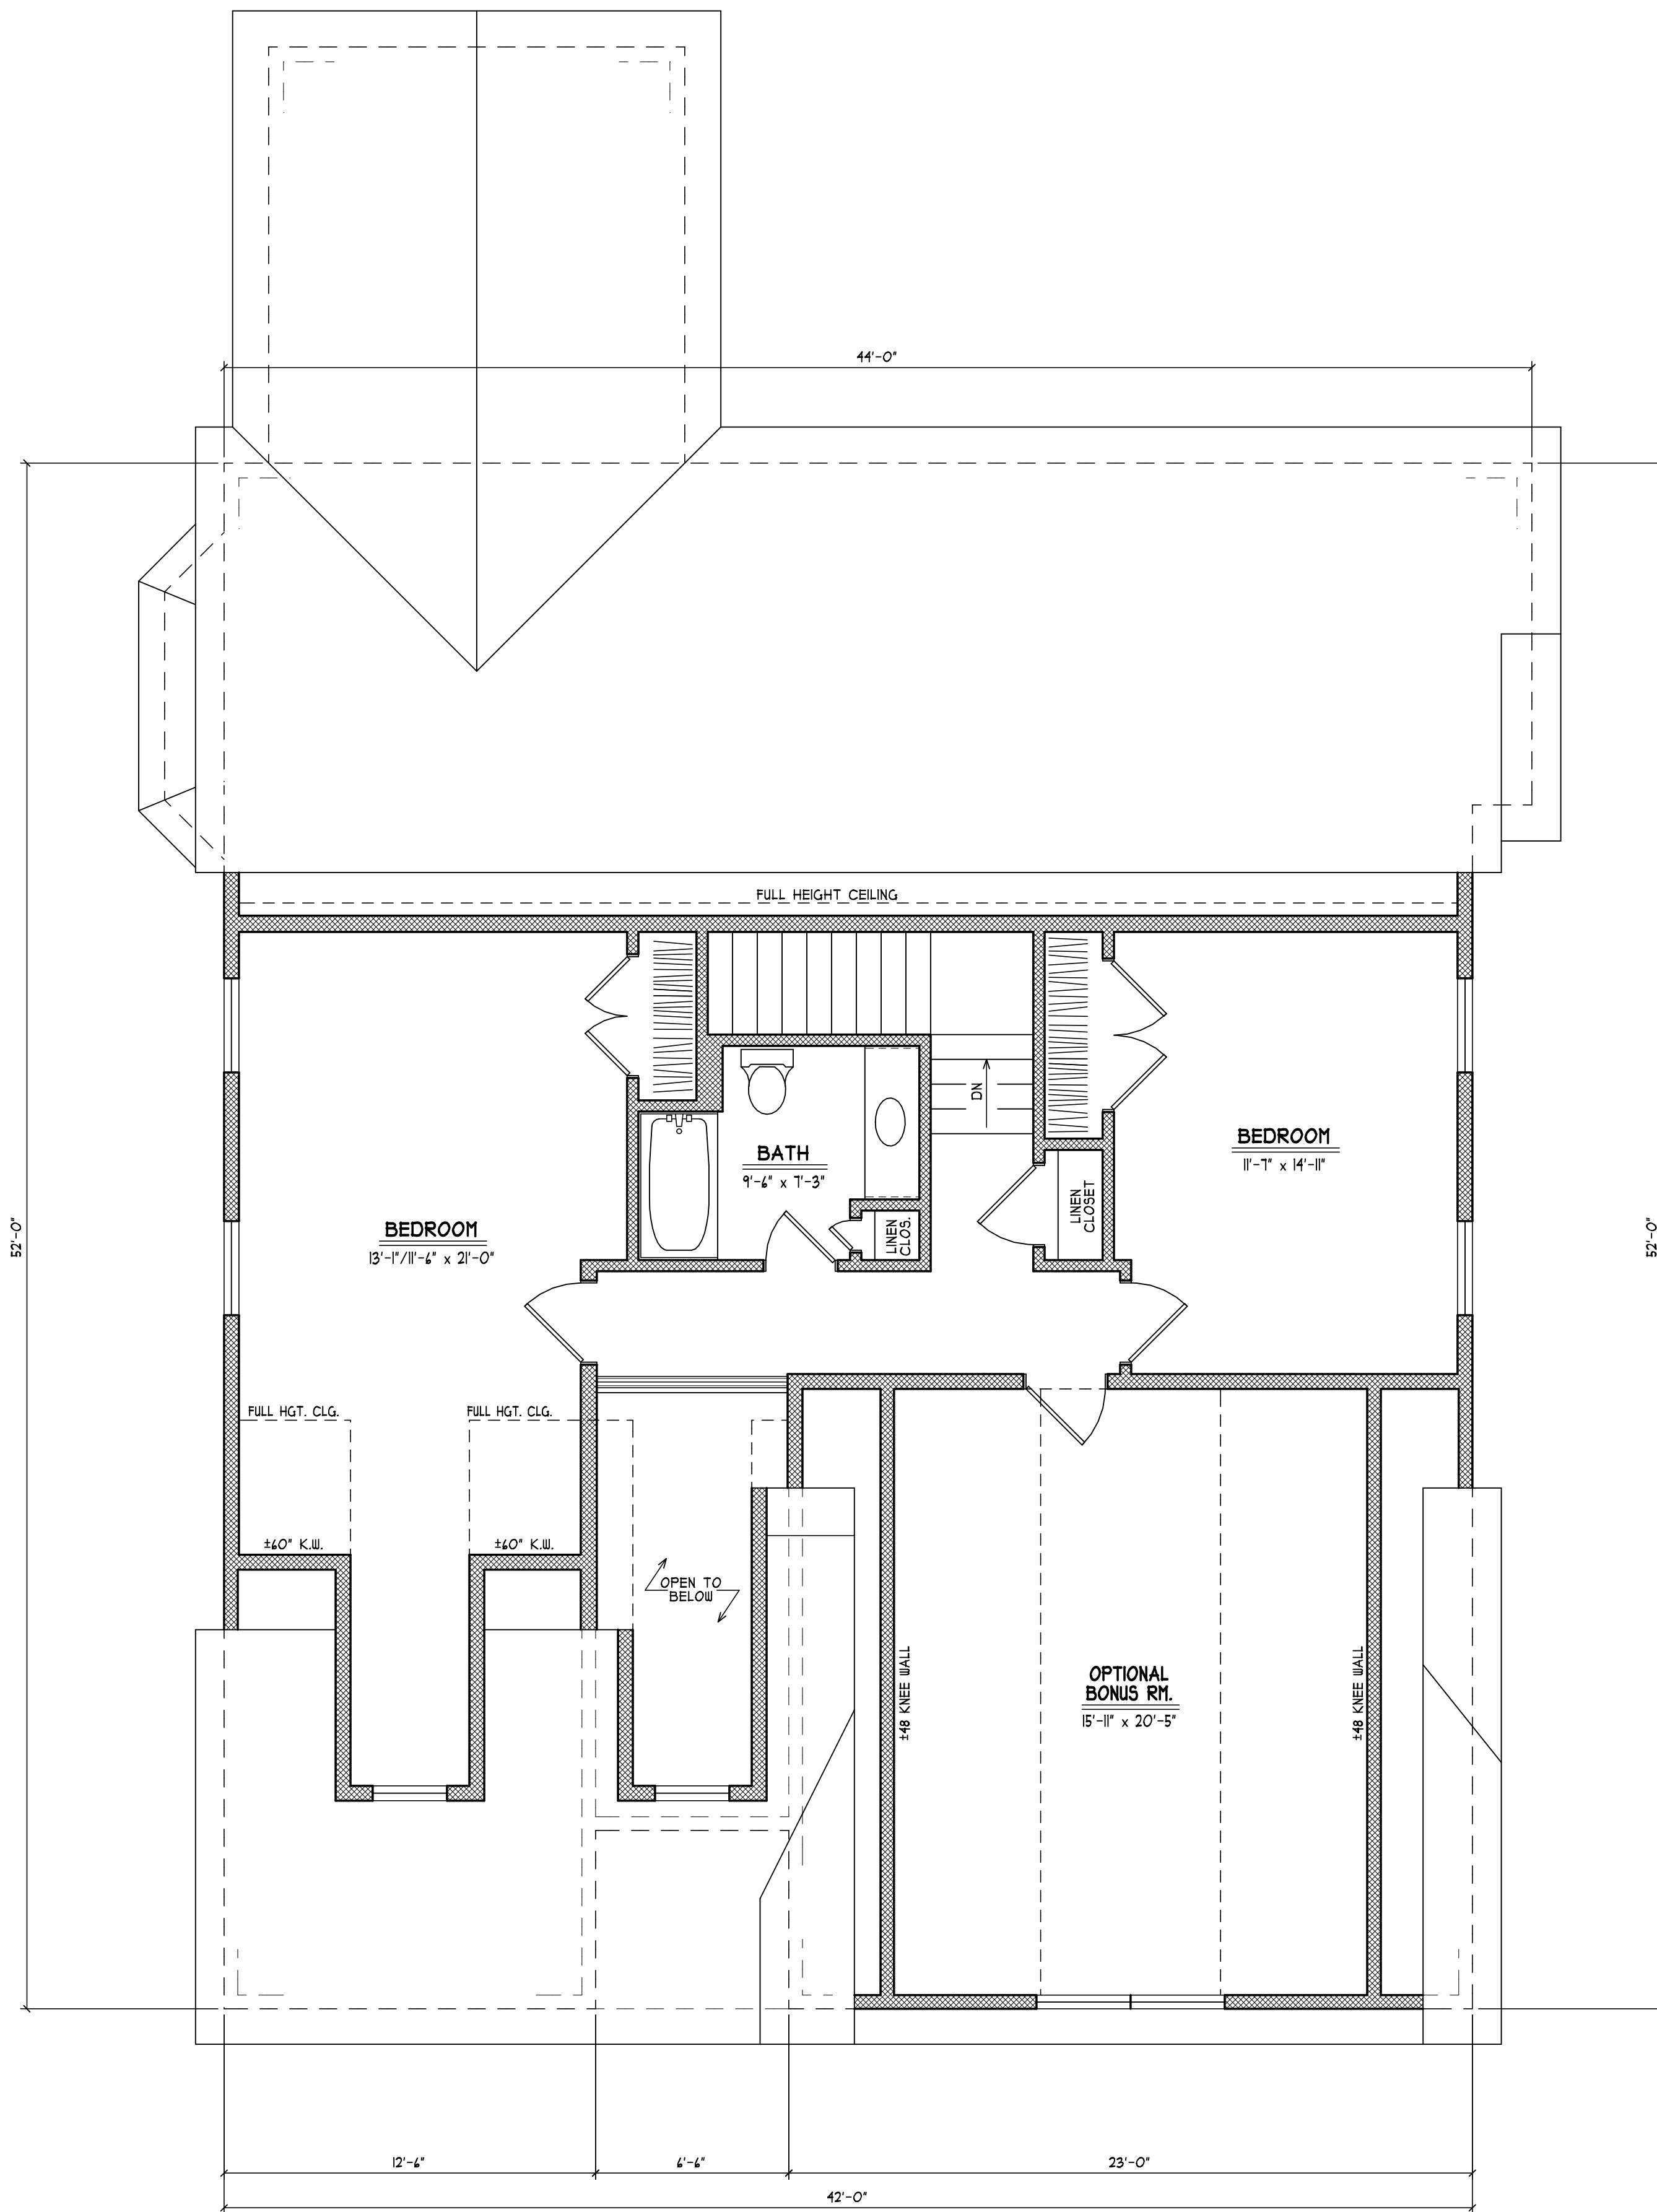 44'-0"
FULL HEIGHT CEILING
DN
BEDROOM
11'-7" x 14'-11"
BATH
9'-6" x 7'-3"
LINEN
CLOSET
LINEN
CLOS.
BEDROOM
13'-1"/11'-6" x 21'-0"
52'-0"
52'-0"
FULL HGT. CLG.
FULL HGT. CLG.
±60" K.W.
±60" K.W.
OPEN TO
BELOW
±48 KNEE WALL
OPTIONAL
BONUS RM.
15'-11" x 20'-5"
±48 KNEE WALL
12'-6"
6'-6"
23'-0"
42'-0"